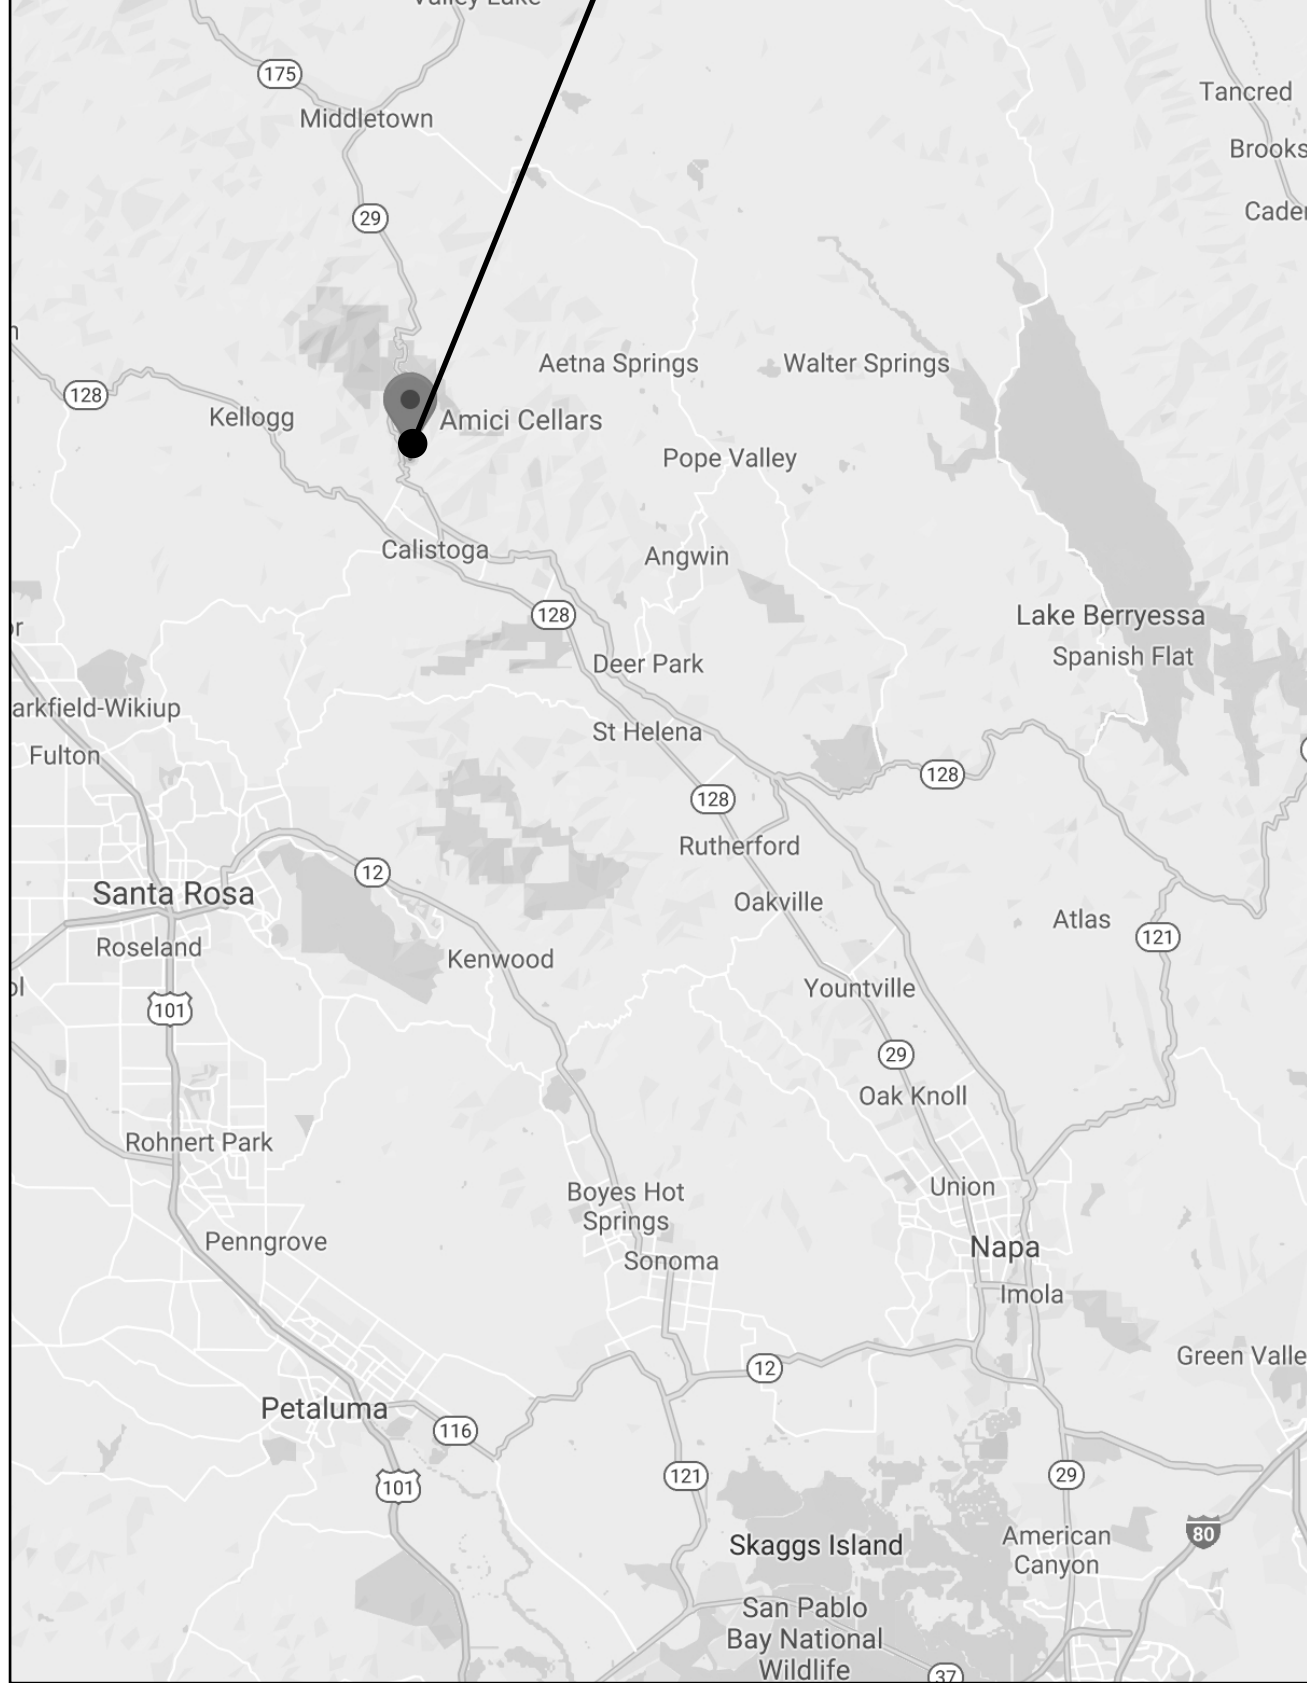 Valley Lake
175
Tancred
Middletown
Brooks
29
Aetna Springs
Walter Springs
128
Kellogg
Amici Cellars
Pope Valley
Calistoga
Angwin
128
Lake Berryessa
Spanish Flat
Deer Park
arkfield-Wikiup
St Helena
Fulton
128
128
Rutherford
12
Santa Rosa
Oakville
Atlas
121
Roseland
Kenwood
Yountville
101
29
Oak Knoll
Rohnert Park
Union
Boyes Hot
Springs
Penngrove
Napa
Sonoma
Imola
Green Valle
12
Petaluma
116
121
29
101
80
American
Canyon
Skaggs Island
San Pablo
Bay National
Wildlife
37